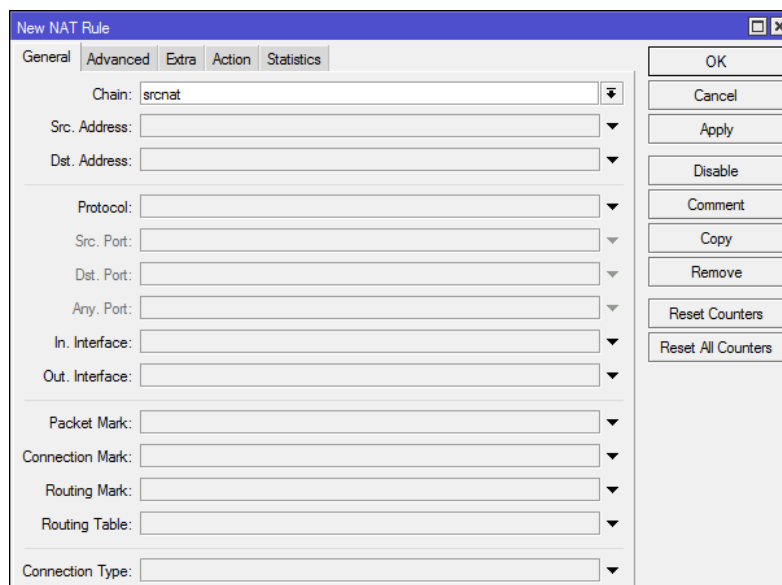 New NAT Rule
General Advanced Extra Action Statistics
Chain: srcnat
Src. Address:
Dst. Address:
Protocol:
Src. Port:
Dst. Port:
Any. Port:
In. Interface:
Out. Interface:
Packet Mark:
Connection Mark:
Routing Mark:
Routing Table:
Connection Type:
OK
Cancel
Apply
Disable
Comment
Copy
Remove
Reset Counters
Reset All Counters